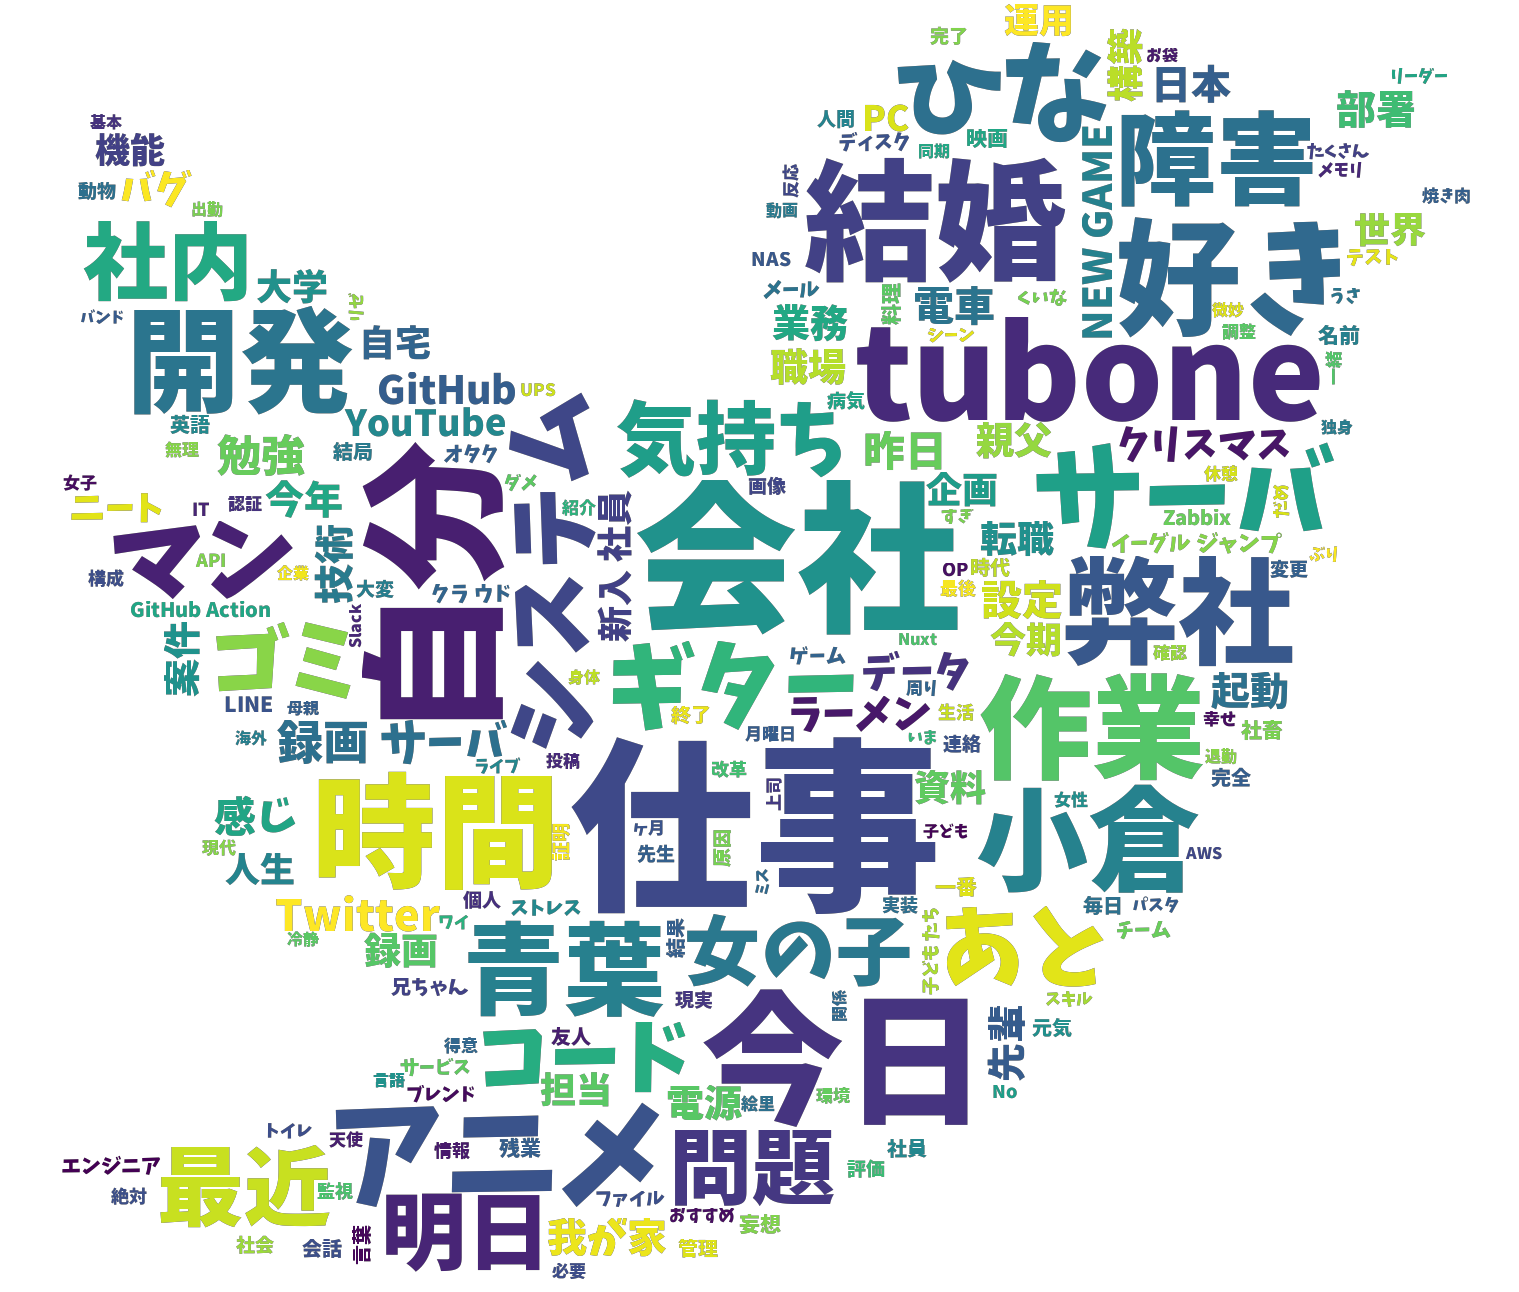 運用
完了
ひな
構築
お袋
日本
リーダー
部署
人間
PC
ディスク
同期
映画
障害
たくさん
メモリ
NEW GAME
基本
機能
動物
バグ
出勤
反応
動画
結婚
焼き肉
世界
テスト
社内
大学
NAS
メール
料理
電車
くいな
好き
うさ
微妙
調整
名前
バンド
開発
自宅
業務
シーン
職場
tubone
一緒
GitHub
UPS
病気
YouTube
英語
無理
勉強
結局
オタク
気持ち
昨日
親父
クリスマス
独身
女子
ニート
IT
認証
今年
ダメ
紹介
画像
企画
すき
サーバ
休憩
だめ
Zabbix
マン
API
企業
構成
技術
大変
自分
システム
社員
新入
クラウド
会社
転職
イーグル ジャンプ
ぶり
OP
時代
最後
設定
弊社
変更
GitHub Action
Slack
案件
ゴミ
今期
確認
Nuxt
ギター
ゲーム
データ
周り
身体
LINE
母親
終了
ラーメン
生活
作業
起動
幸せ
社畜
海外
録画 サーバ
ライブ
投稿
月曜日
いま
連絡
退勤
完全
改革
上司
資料
感じ
現代
人生
時間
証明
仕事
ヶ月
先生
原因
ミス
子ども
女性
小倉
AWS
Twitter
個人
ワイ
ストレス
一番
実装
毎日
パスタ
冷静
録画
青葉
結果
女の子
子どもたち
あと
チーム
兄ちゃん
現実
関係
スキル
得意
コード
友人
今日
先輩
元気
サービス
言語
ブレンド
担当
電源
絵里
環境
No
トイレ
天使
アニメ
情報
残業
問題
社員
評価
エンジニア
絶対
最近
監視
ファイル
おすすめ
妄想
社会
会話
言葉
明日
我が家
管理
必要